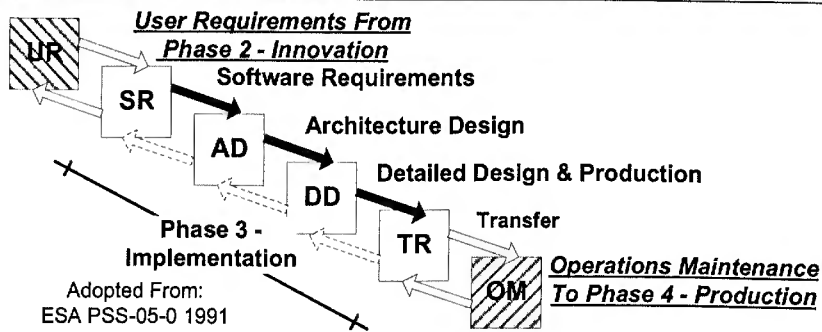 User Requirements From
Phase 2 - Innovation
UR
Software Requirements
SR
Architecture Design
AD
Detailed Design & Production
DD
Transfer
TR
Phase 3 -
Implementation
Operations Maintenance
To Phase 4 - Production
OM
Adopted From:
ESA PSS-05-0 1991